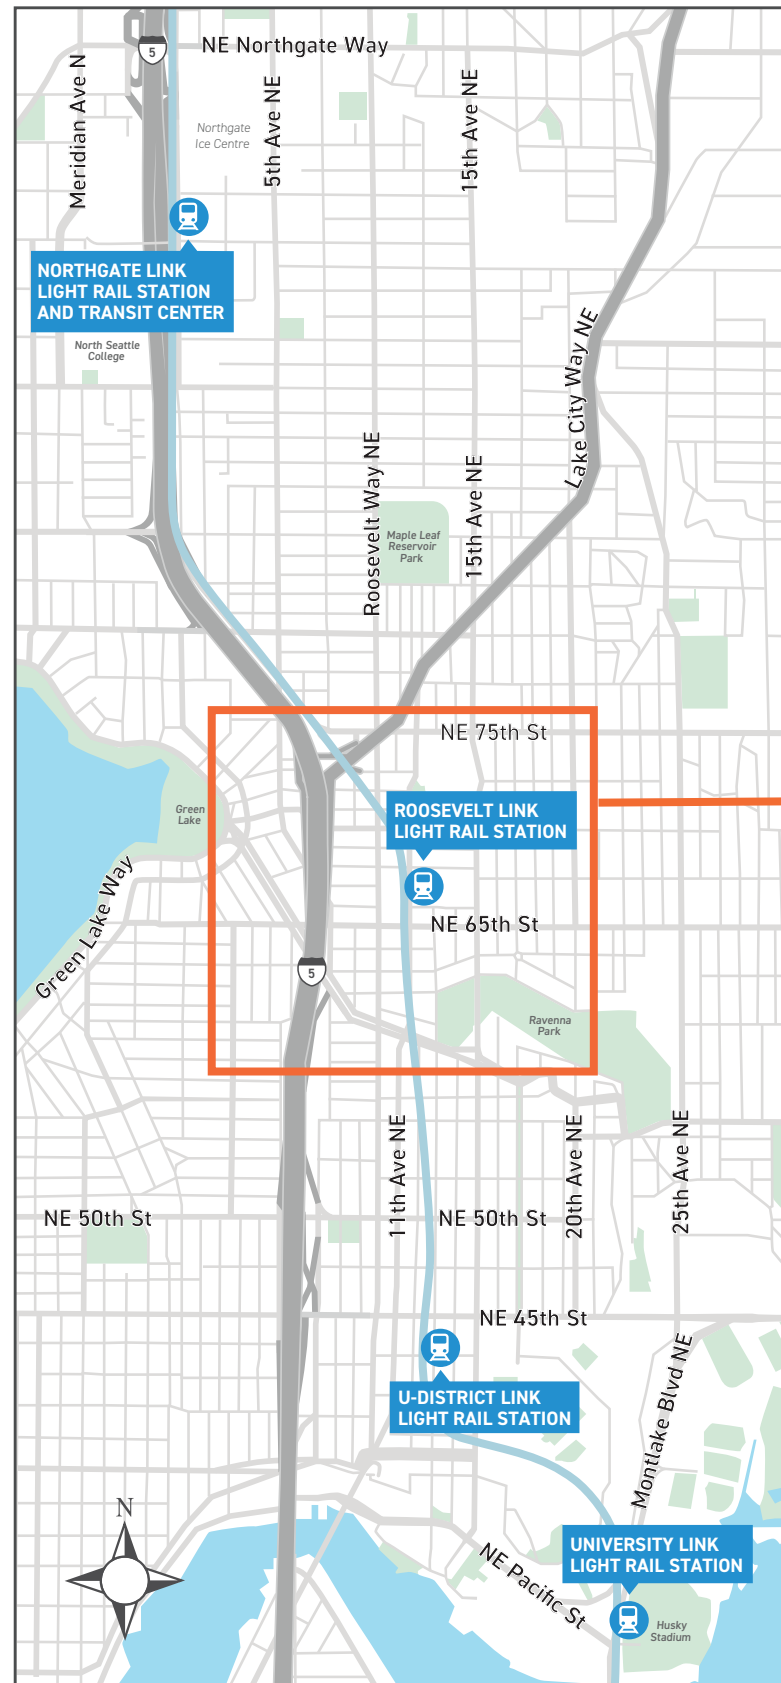 5
NE Northgate Way
Meridian Ave N
5th Ave NE
15th Ave NE
Northgate
Ice Centre
NORTHGATE LINK
LIGHT RAIL STATION
AND TRANSIT CENTER
North Seattle
College
Lake City Way NE
Roosevelt Way NE
15th Ave NE
Maple Leaf
Reservoir
Park
NE 75th St
Green
Lake
ROOSEVELT LINK
LIGHT RAIL STATION
Green Lake Way
NE 65th St
5
Ravenna
Park
11th Ave NE
20th Ave NE
25th Ave NE
NE 50th St
NE 50th St
NE 45th St
U-DISTRICT LINK
LIGHT RAIL STATION
Montlake Blvd NE
N
NE Pacific St
UNIVERSITY LINK
LIGHT RAIL STATION
Husky
Stadium